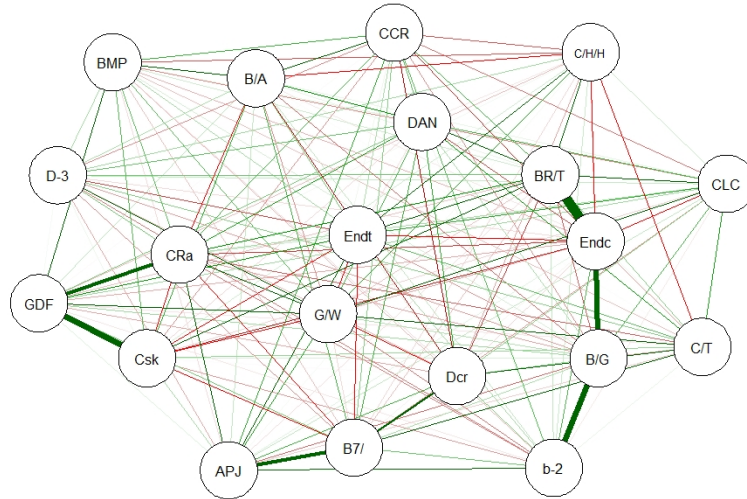 CCR
C/H/H
BMP
B/A
DAN
D-3
BR/T
CLC
Endt
Endc
CRa
GDF
G/W
Csk
B/G
C/T
Dcr
B7/
APJ
b-2